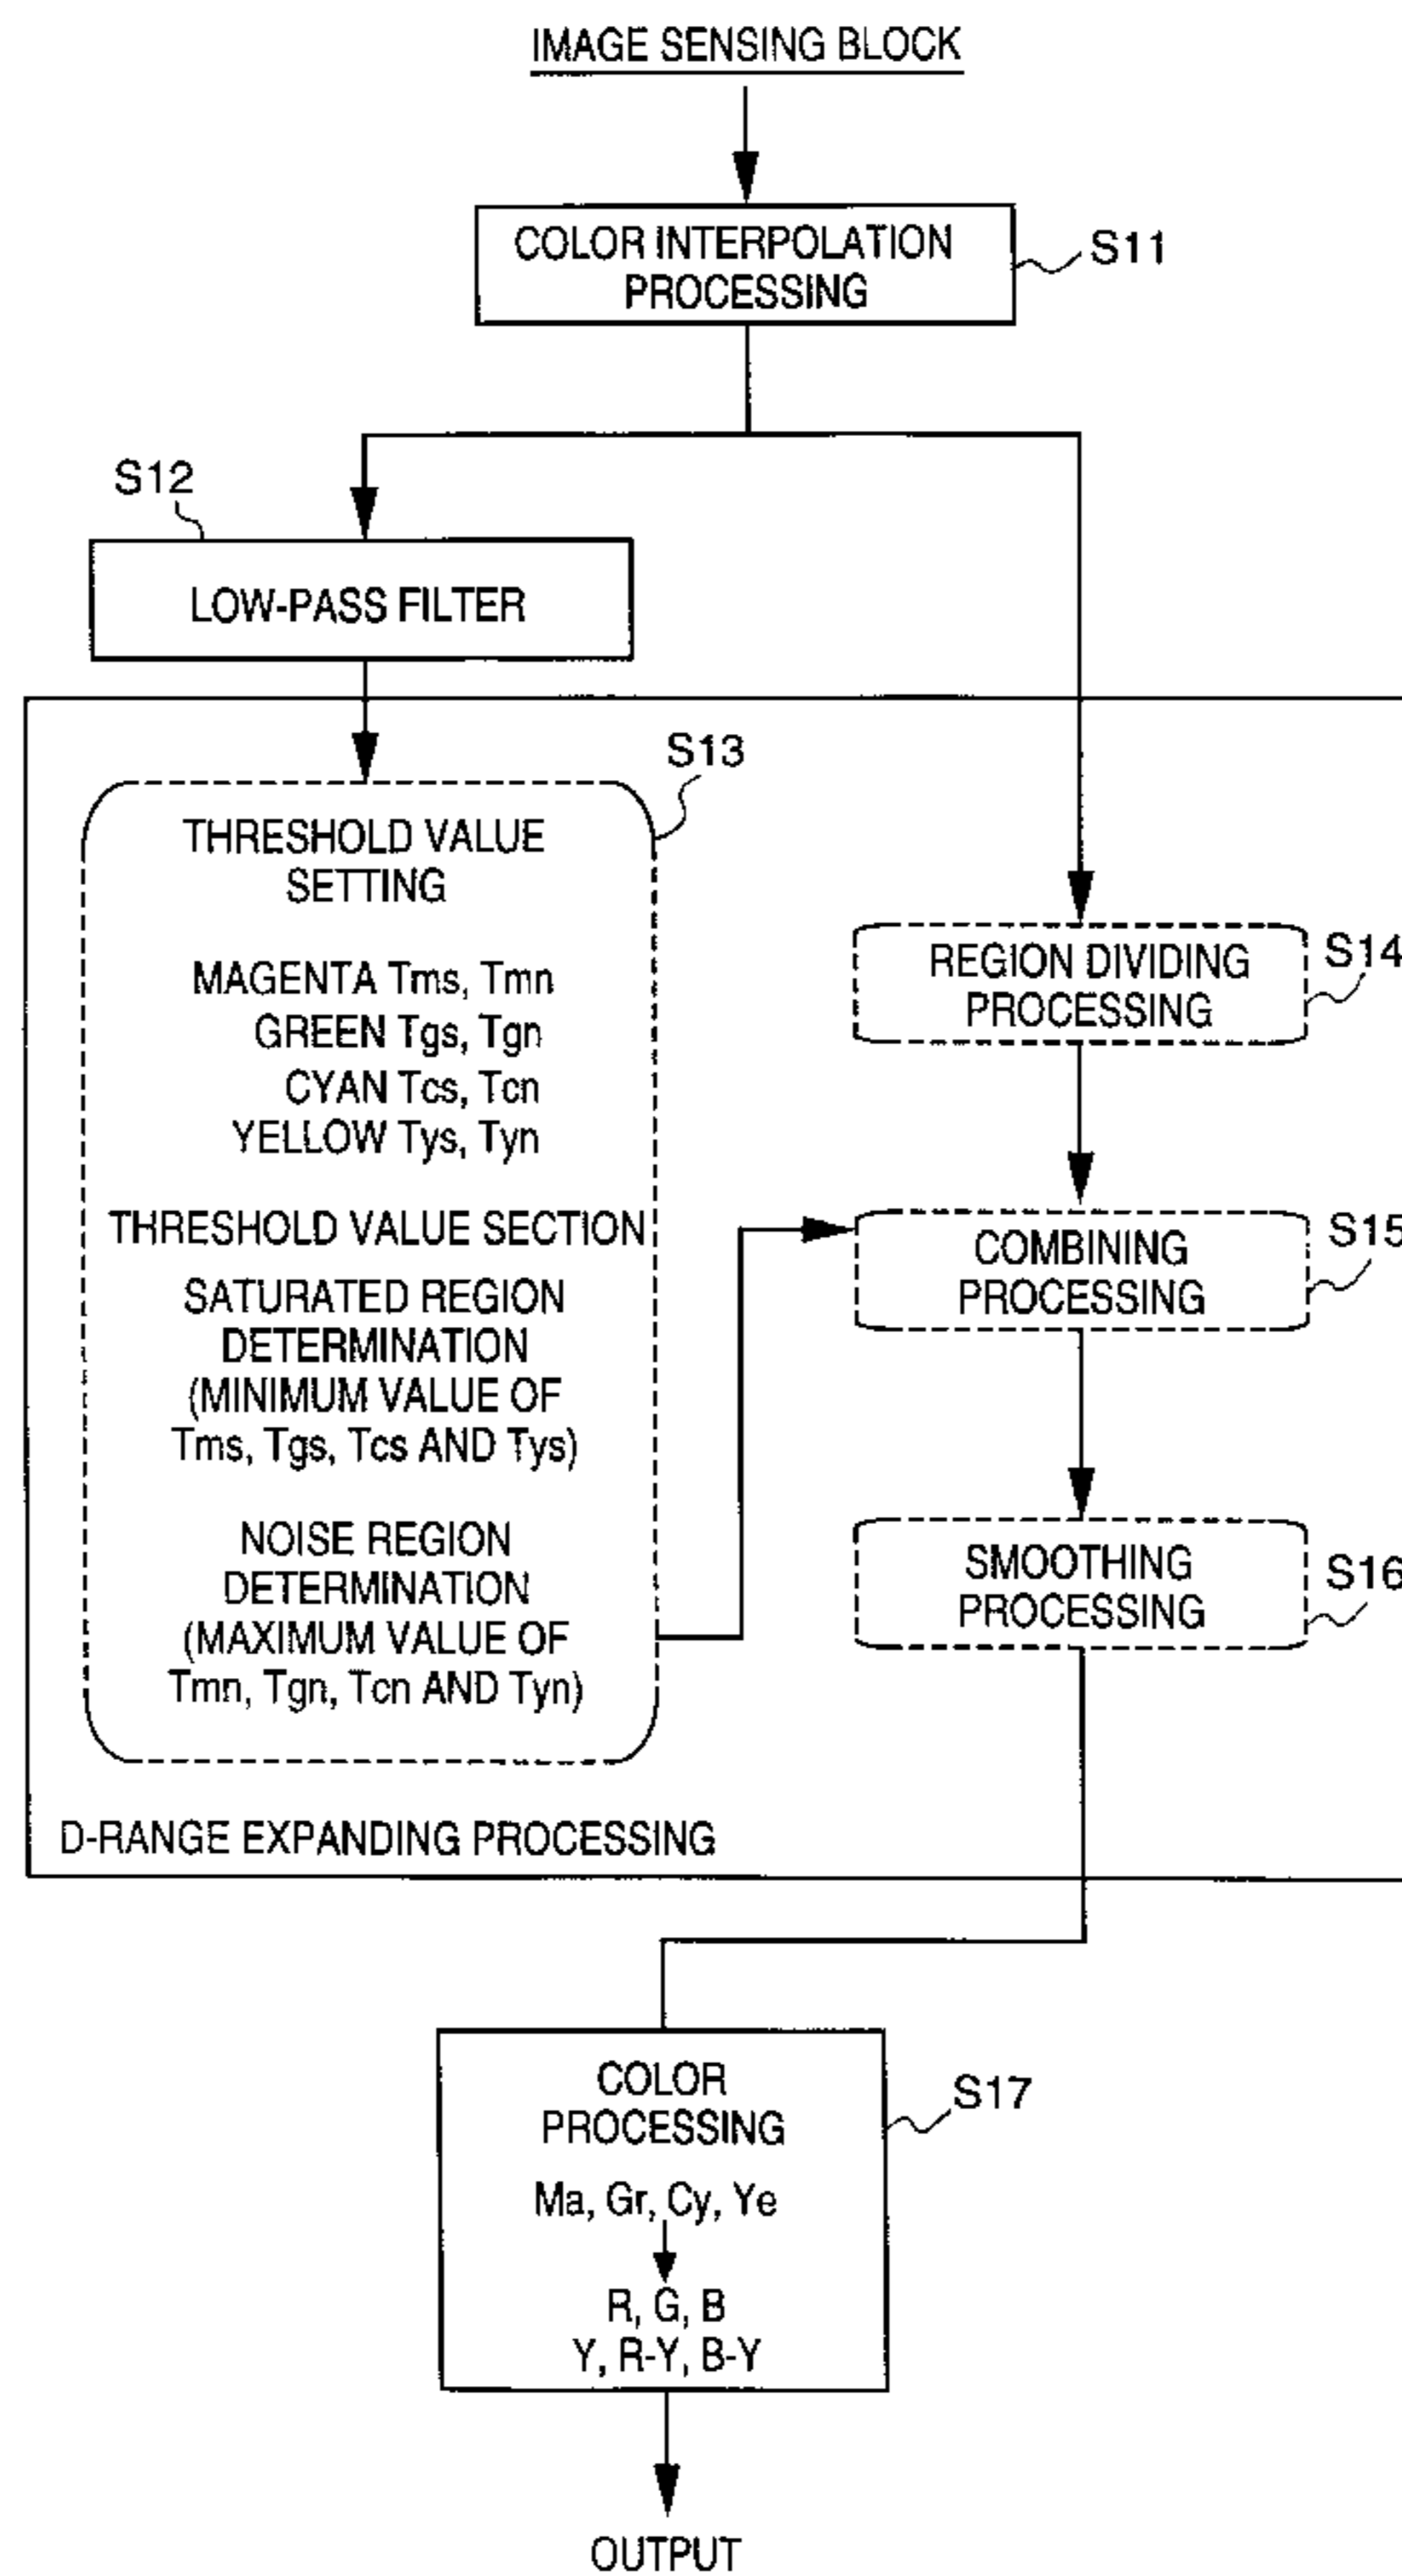 IMAGE SENSING BLOCK
COLOR INTERPOLATION
PROCESSING
S11
S12
LOW-PASS FILTER
S13
THRESHOLD VALUE
SETTING
MAGENTA Tms, Tmn
GREEN Tgs, Tgn
CYAN Tcs, Tcn
YELLOW Tys, Tyn
THRESHOLD VALUE SECTION
SATURATED REGION
DETERMINATION
(MINIMUM VALUE OF
Tms, Tgs, Tcs AND Tys)
NOISE REGION
DETERMINATION
(MAXIMUM VALUE OF
Tmn, Tgn, Tcn AND Tyn)
REGION DIVIDING
PROCESSING
S14
COMBINING
PROCESSING
S15
SMOOTHING
PROCESSING
S16
D-RANGE EXPANDING PROCESSING
COLOR
PROCESSING
S17
Ma, Gr, Cy, Ye
R, G, B
Y, R-Y, B-Y
OUTPUT